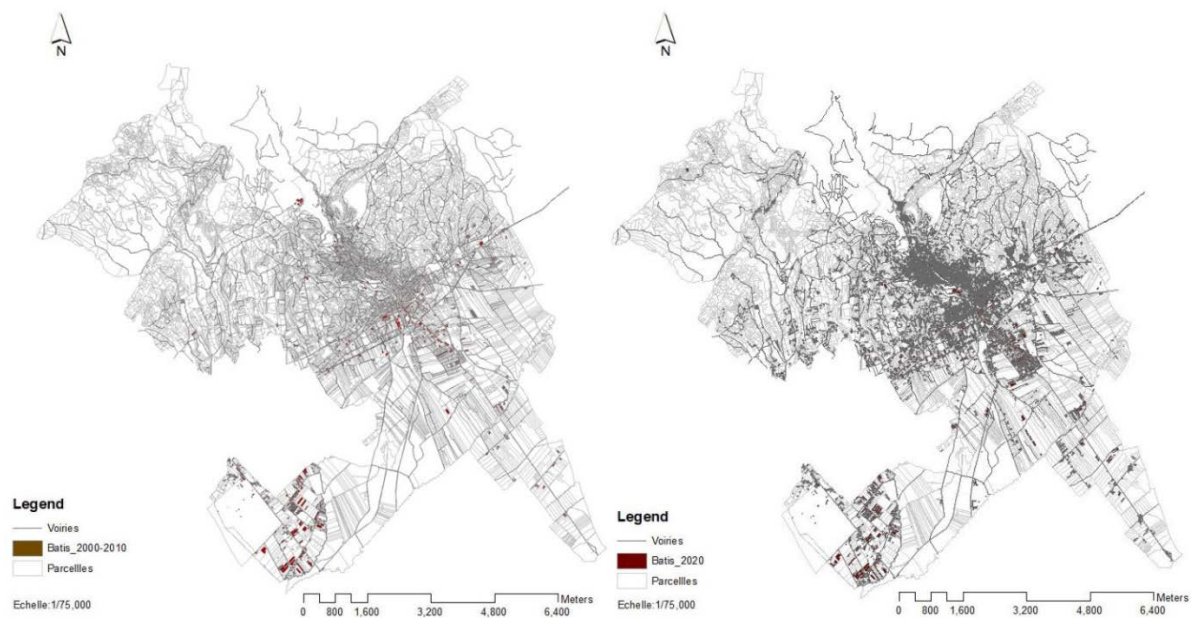 N
Legend
Voiries
Batis_2000-2010
Parcellles
Echelle:1/75,000
Meters
0 800 1,600 3,200 4,800 6,400
N
Legend
Voiries
Batis_2020
Parcellles
Echelle:1/75,000
Meters
0 800 1,600 3,200 4,800 6,400